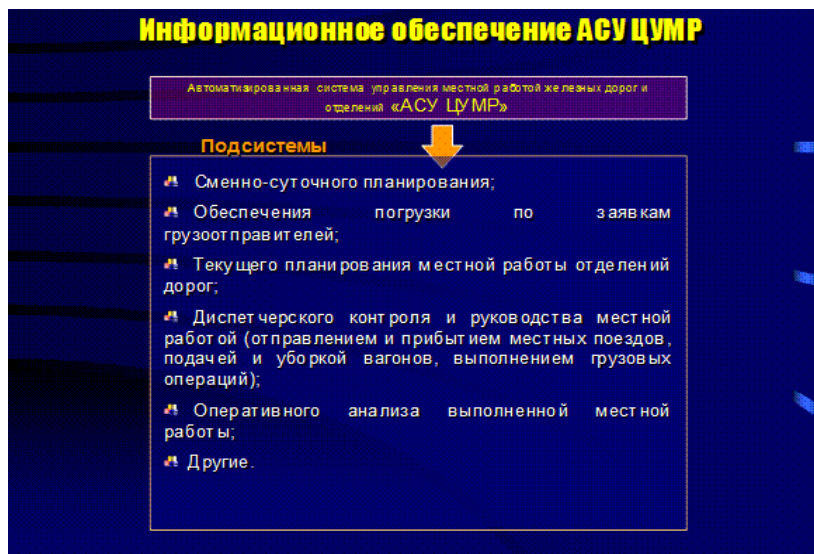 Информационное обеспечение АСУ ЦУМР
Автоматизированная система управления местной работой железных дорог и
отделений «АСУ ЦУМР»
Подсистемы
Сменно-суточного планирования;
Обеспечения погрузки по заявкам
грузоотправителей;
Текущего планирования местной работы отделений
дорог;
Диспетчерского контроля и руководства местной
работой (отправлением и прибытием местных поездов,
подачей и уборкой вагонов, выполнением грузовых
операций);
Оперативного анализа выполненной местной
работы;
Другие.